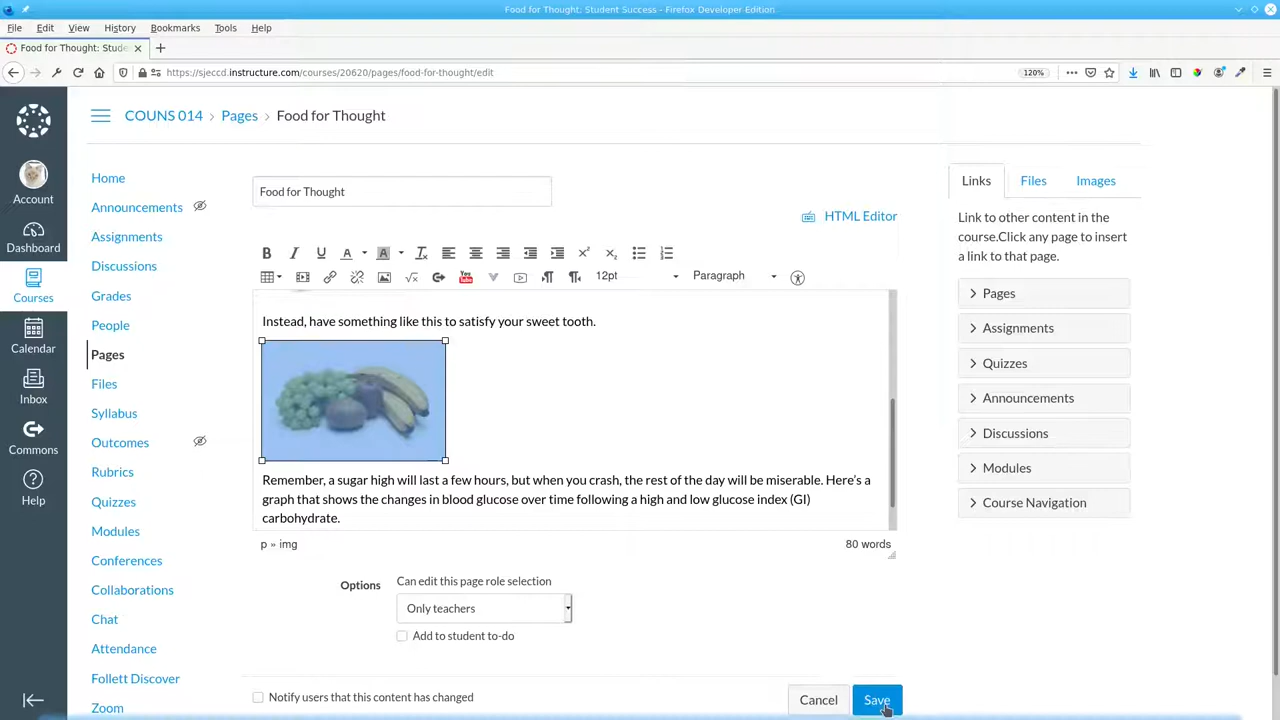 Food for Thought: Student Success - Firefox Developer Edition
File Edit View History Bookmarks Tools Help
Food for Thought: Stude
https://sjeccd.instructure.com/courses/20620/pages/food-for-thought/edit
120%
COUNS 014 > Pages > Food for Thought
Account
Dashboard
Courses
Calendar
Inbox
Commons
Help
Home
Announcements
Assignments
Discussions
Grades
People
Pages
Files
Syllabus
Outcomes
Rubrics
Quizzes
Modules
Conferences
Collaborations
Chat
Attendance
Follett Discover
Zoom
Food for Thought
HTML Editor
B I U A A
12pt Paragraph
Instead, have something like this to satisfy your sweet tooth.
Remember, a sugar high will last a few hours, but when you crash, the rest of the day will be miserable. Here's a
graph that shows the changes in blood glucose over time following a high and low glucose index (GI)
carbohydrate.
p » img
80 words
Options
Can edit this page role selection
Only teachers
Add to student to-do
Notify users that this content has changed
Cancel
Save
Links Files Images
Link to other content in the
course.Click any page to insert
a link to that page.
Pages
Assignments
Quizzes
Announcements
Discussions
Modules
Course Navigation